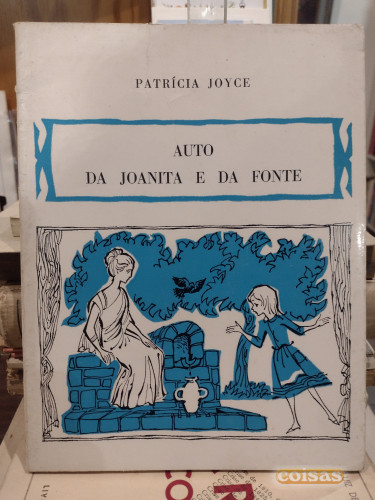 PATRÍCIA JOYCE
AUTO
DA JOANITA E DA FONTE
coisas